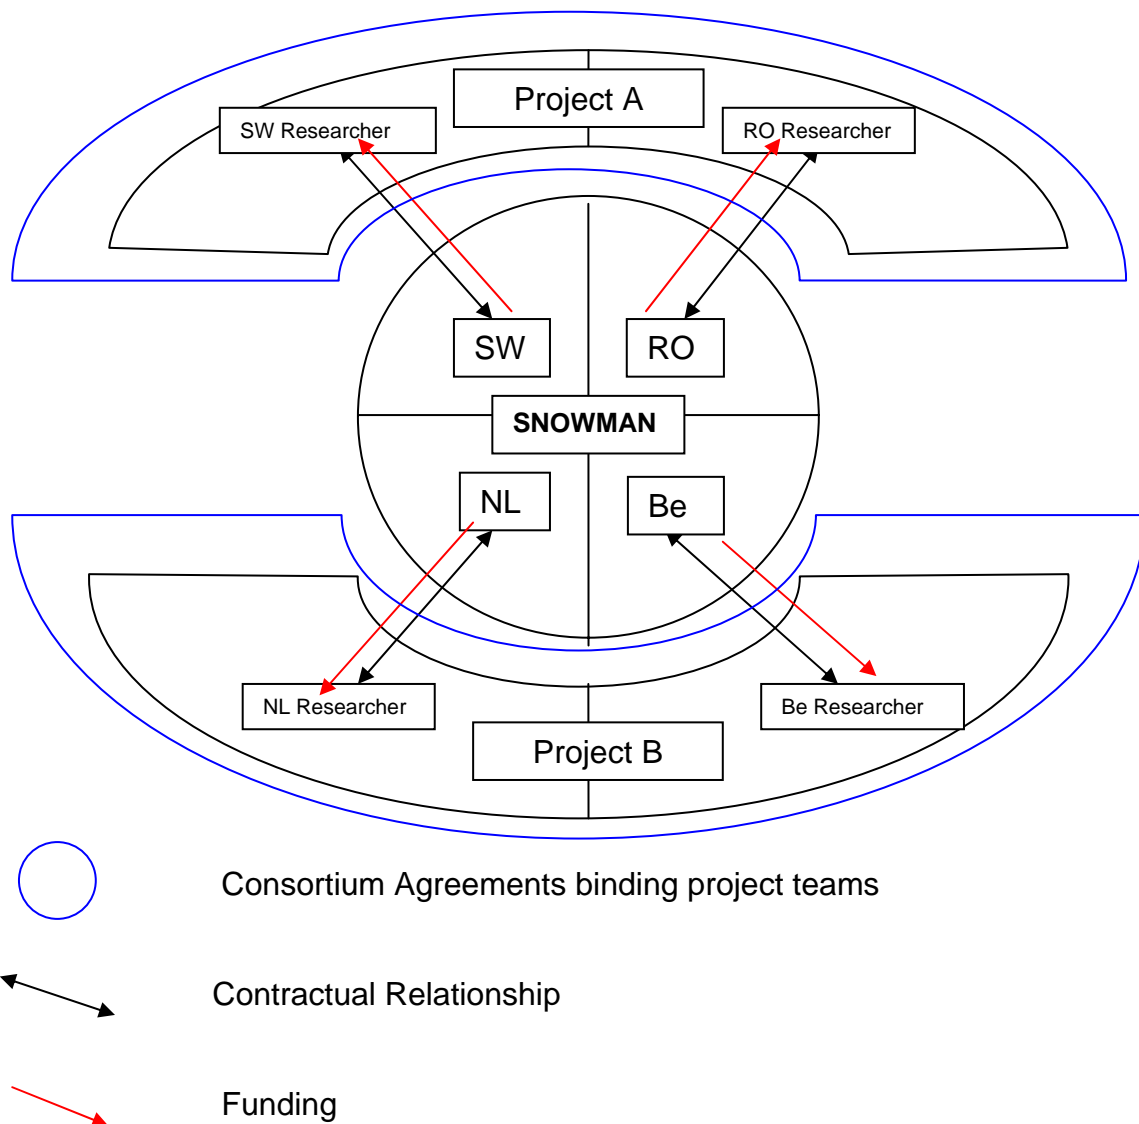 Project A
SW Researcher
RO Researcher
SW
RO
SNOWMAN
NL
Be
NL Researcher
Be Researcher
Project B
Consortium Agreements binding project teams
Contractual Relationship
Funding